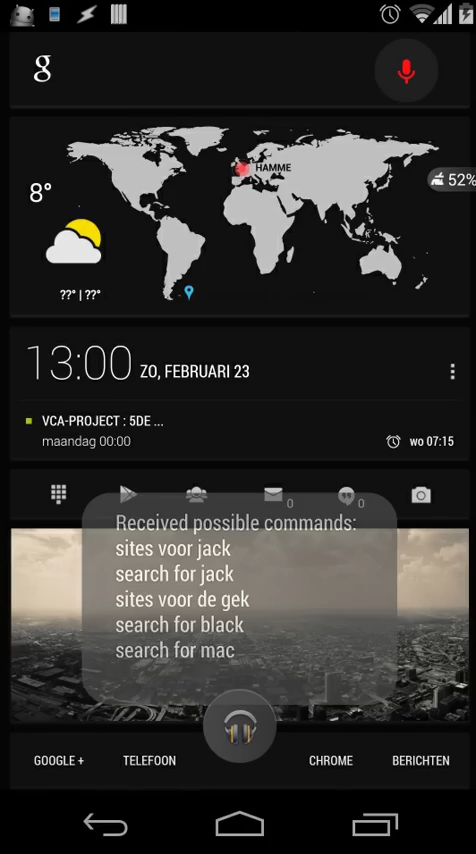 g
HAMME
52%
8°
??° | ??°
13:00 ZO, FEBRUARI 23
VCA-PROJECT : 5DE ...
maandag 00:00
wo 07:15
0
0
Received possible commands:
sites voor jack
search for jack
sites voor de gek
search for black
search for mac
GOOGLE +
TELEFOON
CHROME
BERICHTEN